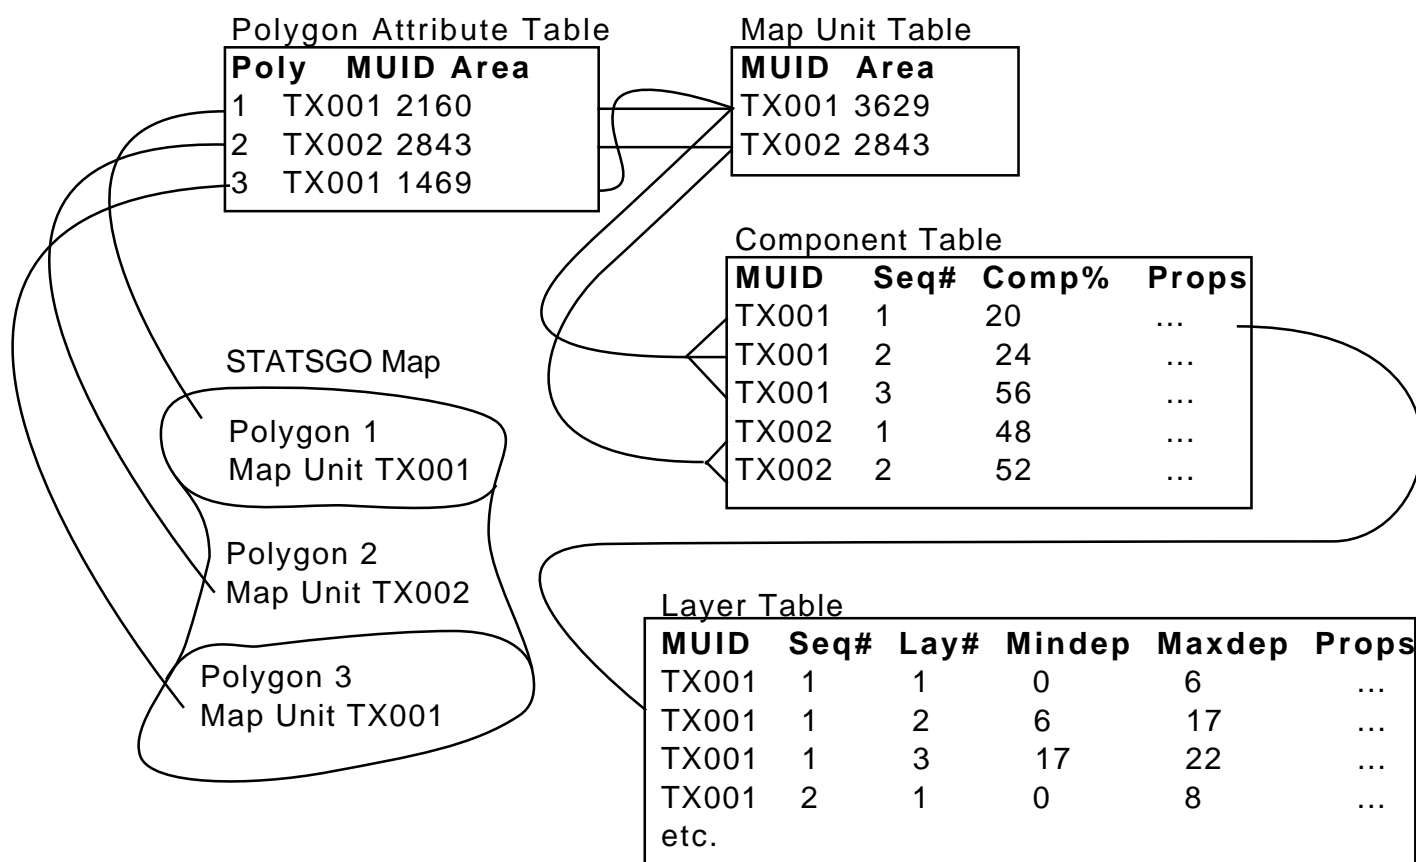 Polygon Attribute Table
Poly MUID Area
1 TX001 2160
2 TX002 2843
3 TX001 1469
Map Unit Table
MUID Area
TX001 3629
TX002 2843
Component Table
MUID Seq# Comp% Props
TX001 1 20 ...
TX001 2 24 ...
TX001 3 56 ...
TX002 1 48 ...
TX002 2 52 ...
STATSGO Map
Polygon 1
Map Unit TX001
Polygon 2
Map Unit TX002
Polygon 3
Map Unit TX001
Layer Table
MUID Seq# Lay# Mindep Maxdep Props
TX001 1 1 0 6 ...
TX001 1 2 6 17 ...
TX001 1 3 17 22 ...
TX001 2 1 0 8 ...
etc.